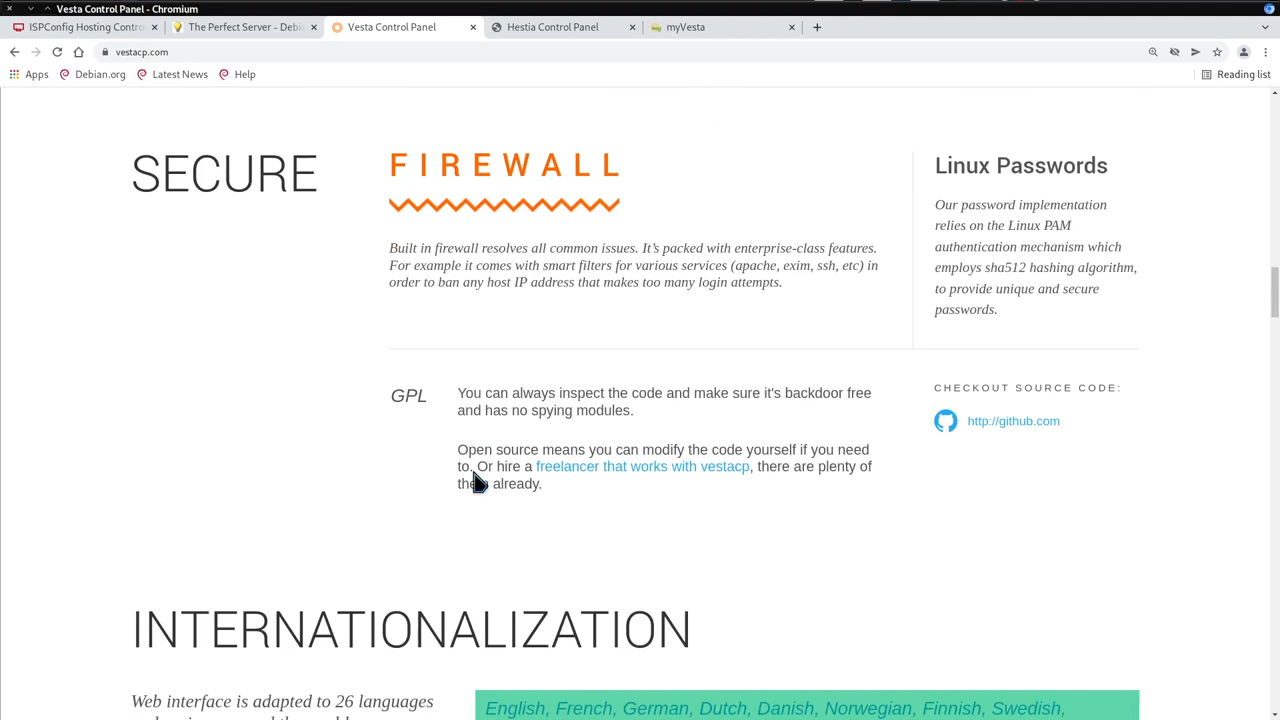 Vesta Control Panel - Chromium
ISPConfig Hosting Contro
The Perfect Server - Debi
Vesta Control Panel
Hestia Control Panel
myVesta
vestacp.com
Apps
Debian.org
Latest News
Help
Reading list
SECURE
FIREWALL
Built in firewall resolves all common issues. It's packed with enterprise-class features.
For example it comes with smart filters for various services (apache, exim, ssh, etc) in
order to ban any host IP address that makes too many login attempts.
Linux Passwords
Our password implementation
relies on the Linux PAM
authentication mechanism which
employs sha512 hashing algorithm,
to provide unique and secure
passwords.
GPL
You can always inspect the code and make sure it's backdoor free
and has no spying modules.
Open source means you can modify the code yourself if you need
to. Or hire a freelancer that works with vestacp, there are plenty of
them already.
CHECKOUT SOURCE CODE:
http://github.com
INTERNATIONALIZATION
Web interface is adapted to 26 languages
English, French, German, Dutch, Danish, Norwegian, Finnish, Swedish,